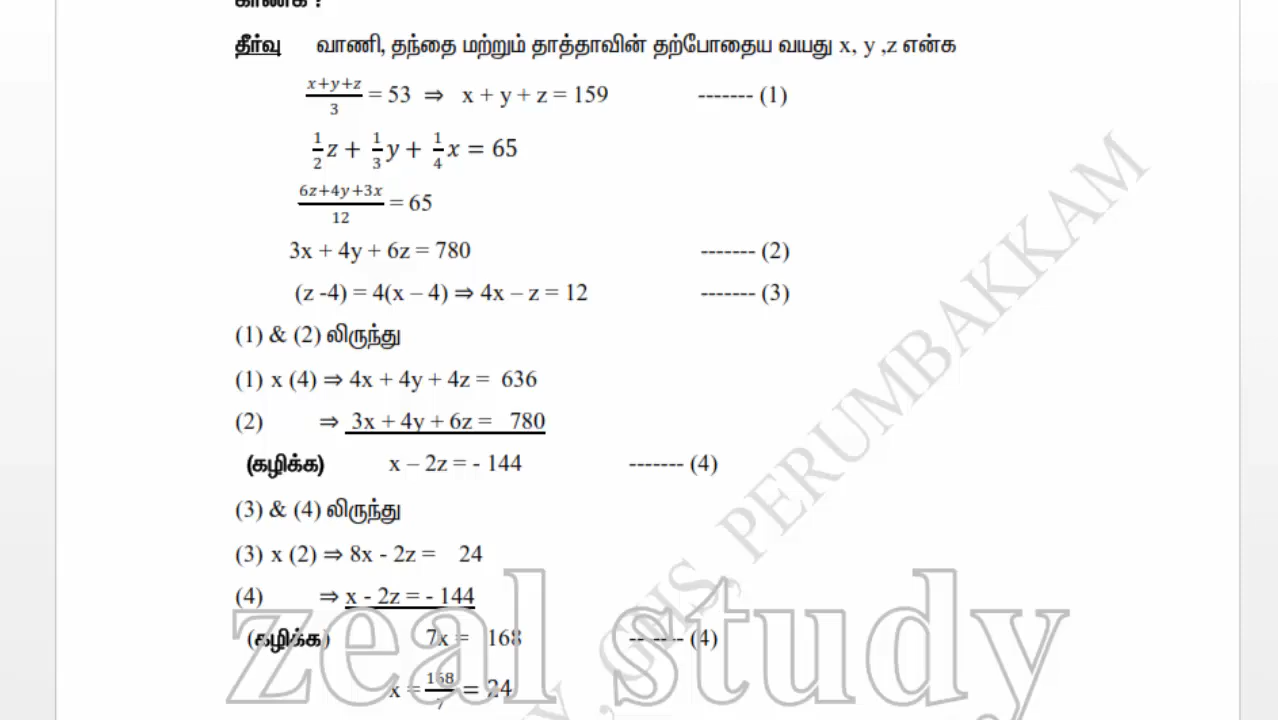 காண்க ?
தீர்வு வாணி, தந்தை மற்றும் தாத்தாவின் தற்போதைய வயது x, y ,z என்க
x+y+z/3 = 53 ⇒ x + y + z = 159 ------- (1)
1/2 z + 1/3 y + 1/4 x = 65
6z+4y+3x/12 = 65
3x + 4y + 6z = 780 ------- (2)
(z -4) = 4(x – 4) ⇒ 4x – z = 12 ------- (3)
(1) & (2) லிருந்து
(1) x (4) ⇒ 4x + 4y + 4z = 636
(2) ⇒ 3x + 4y + 6z = 780
(கழிக்க) x – 2z = - 144 ------- (4)
(3) & (4) லிருந்து
(3) x (2) ⇒ 8x - 2z = 24
(4) ⇒ x - 2z = - 144
(கழிக்க) 7x = 168 ------- (4)
x = 168/7 = 24
zeal study
, GHS, PERUMBAKKAM